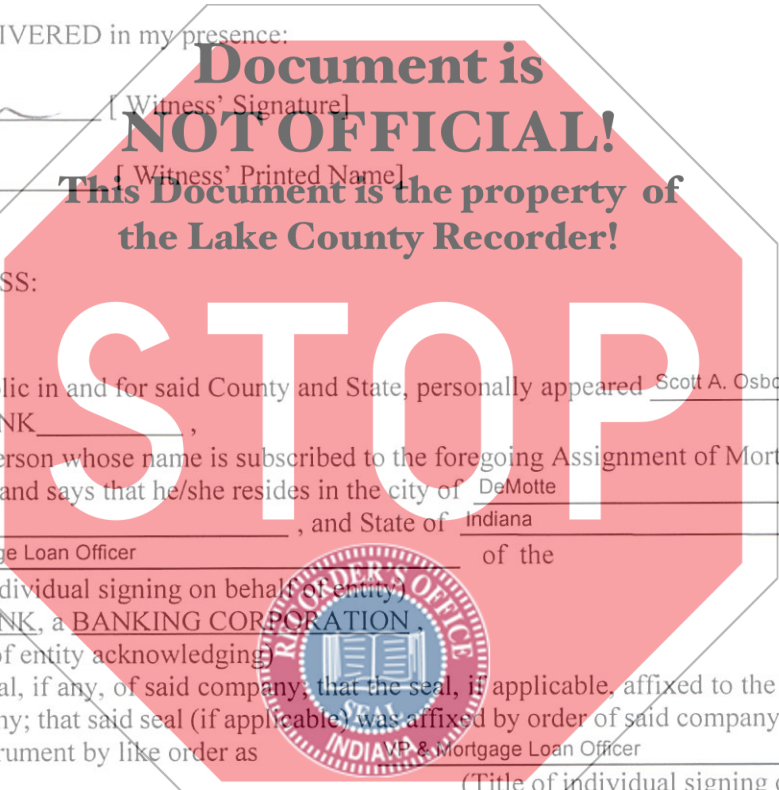 IVERED in my presence:
Document is
[ Witness' Signature]
NOT OFFICIAL!
[ Witness' Printed Name]
This Document is the property of
the Lake County Recorder!
SS:
STOP
lic in and for said County and State, personally appeared Scott A. Osbo
NK ,
erson whose name is subscribed to the foregoing Assignment of Mort
and says that he/she resides in the city of DeMotte
, and State of Indiana
ge Loan Officer of the
dividual signing on behalf of entity)
NK, a BANKING CORPORATION ,
of entity acknowledging)
RECORDER'S OFFICE
SEAL
INDIANA
al, if any, of said company; that the seal, if applicable, affixed to the
ny; that said seal (if applicable) was affixed by order of said company
rument by like order as VP & Mortgage Loan Officer
(Title of individual signing